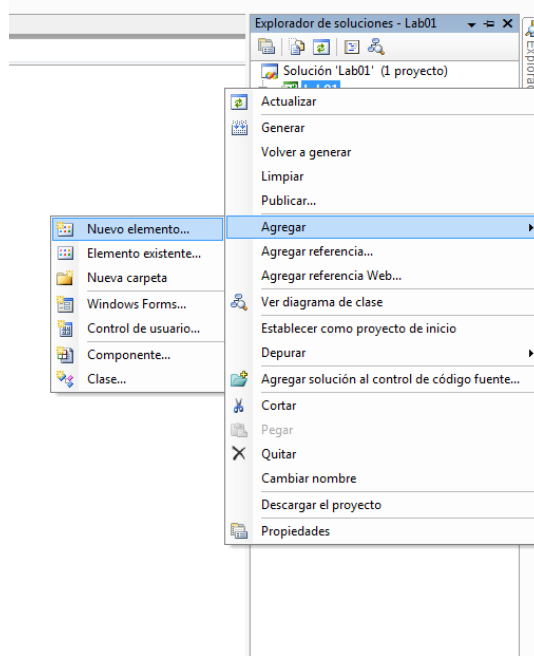 Explorador de soluciones - Lab01
Solución 'Lab01' (1 proyecto)
Lab01
Actualizar
Generar
Volver a generar
Limpiar
Publicar...
Agregar
Agregar referencia...
Agregar referencia Web...
Ver diagrama de clase
Establecer como proyecto de inicio
Depurar
Agregar solución al control de código fuente...
Cortar
Pegar
Quitar
Cambiar nombre
Descargar el proyecto
Propiedades
Nuevo elemento...
Elemento existente...
Nueva carpeta
Windows Forms...
Control de usuario...
Componente...
Clase...